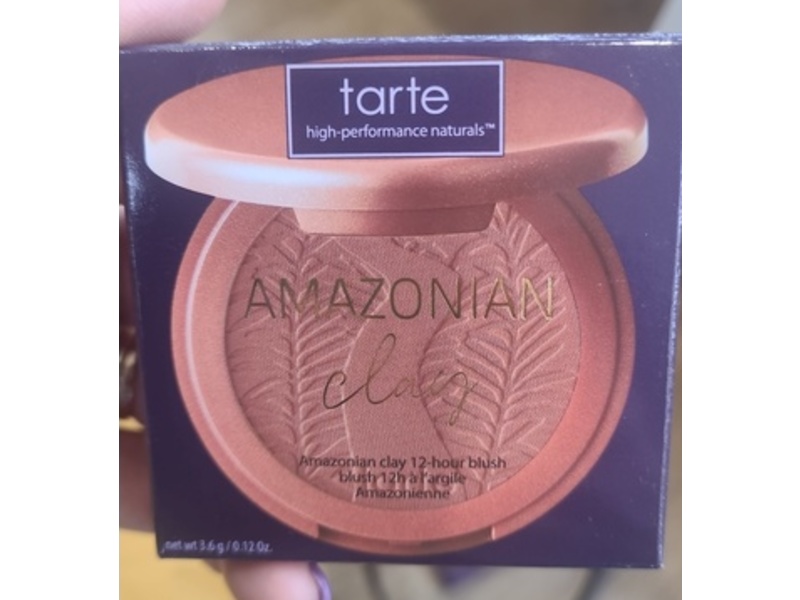 tarte
high-performance naturals™
AMAZONIAN
clay
Amazonian clay 12-hour blush
blush 12h à l'argile
Amazonienne
net wt 3.6 g / 0.12 Oz.